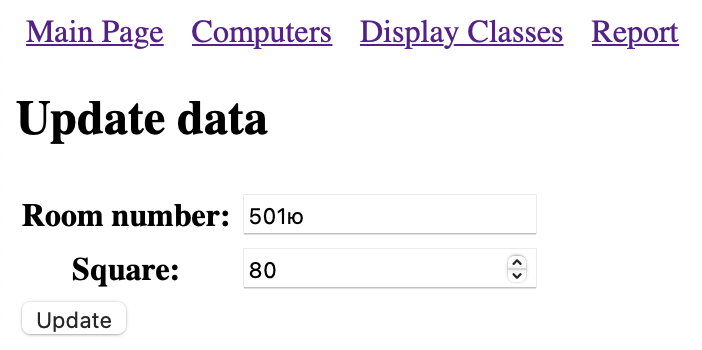 Main Page Computers Display Classes Report
Update data
Room number: 501ю
Square: 80
Update